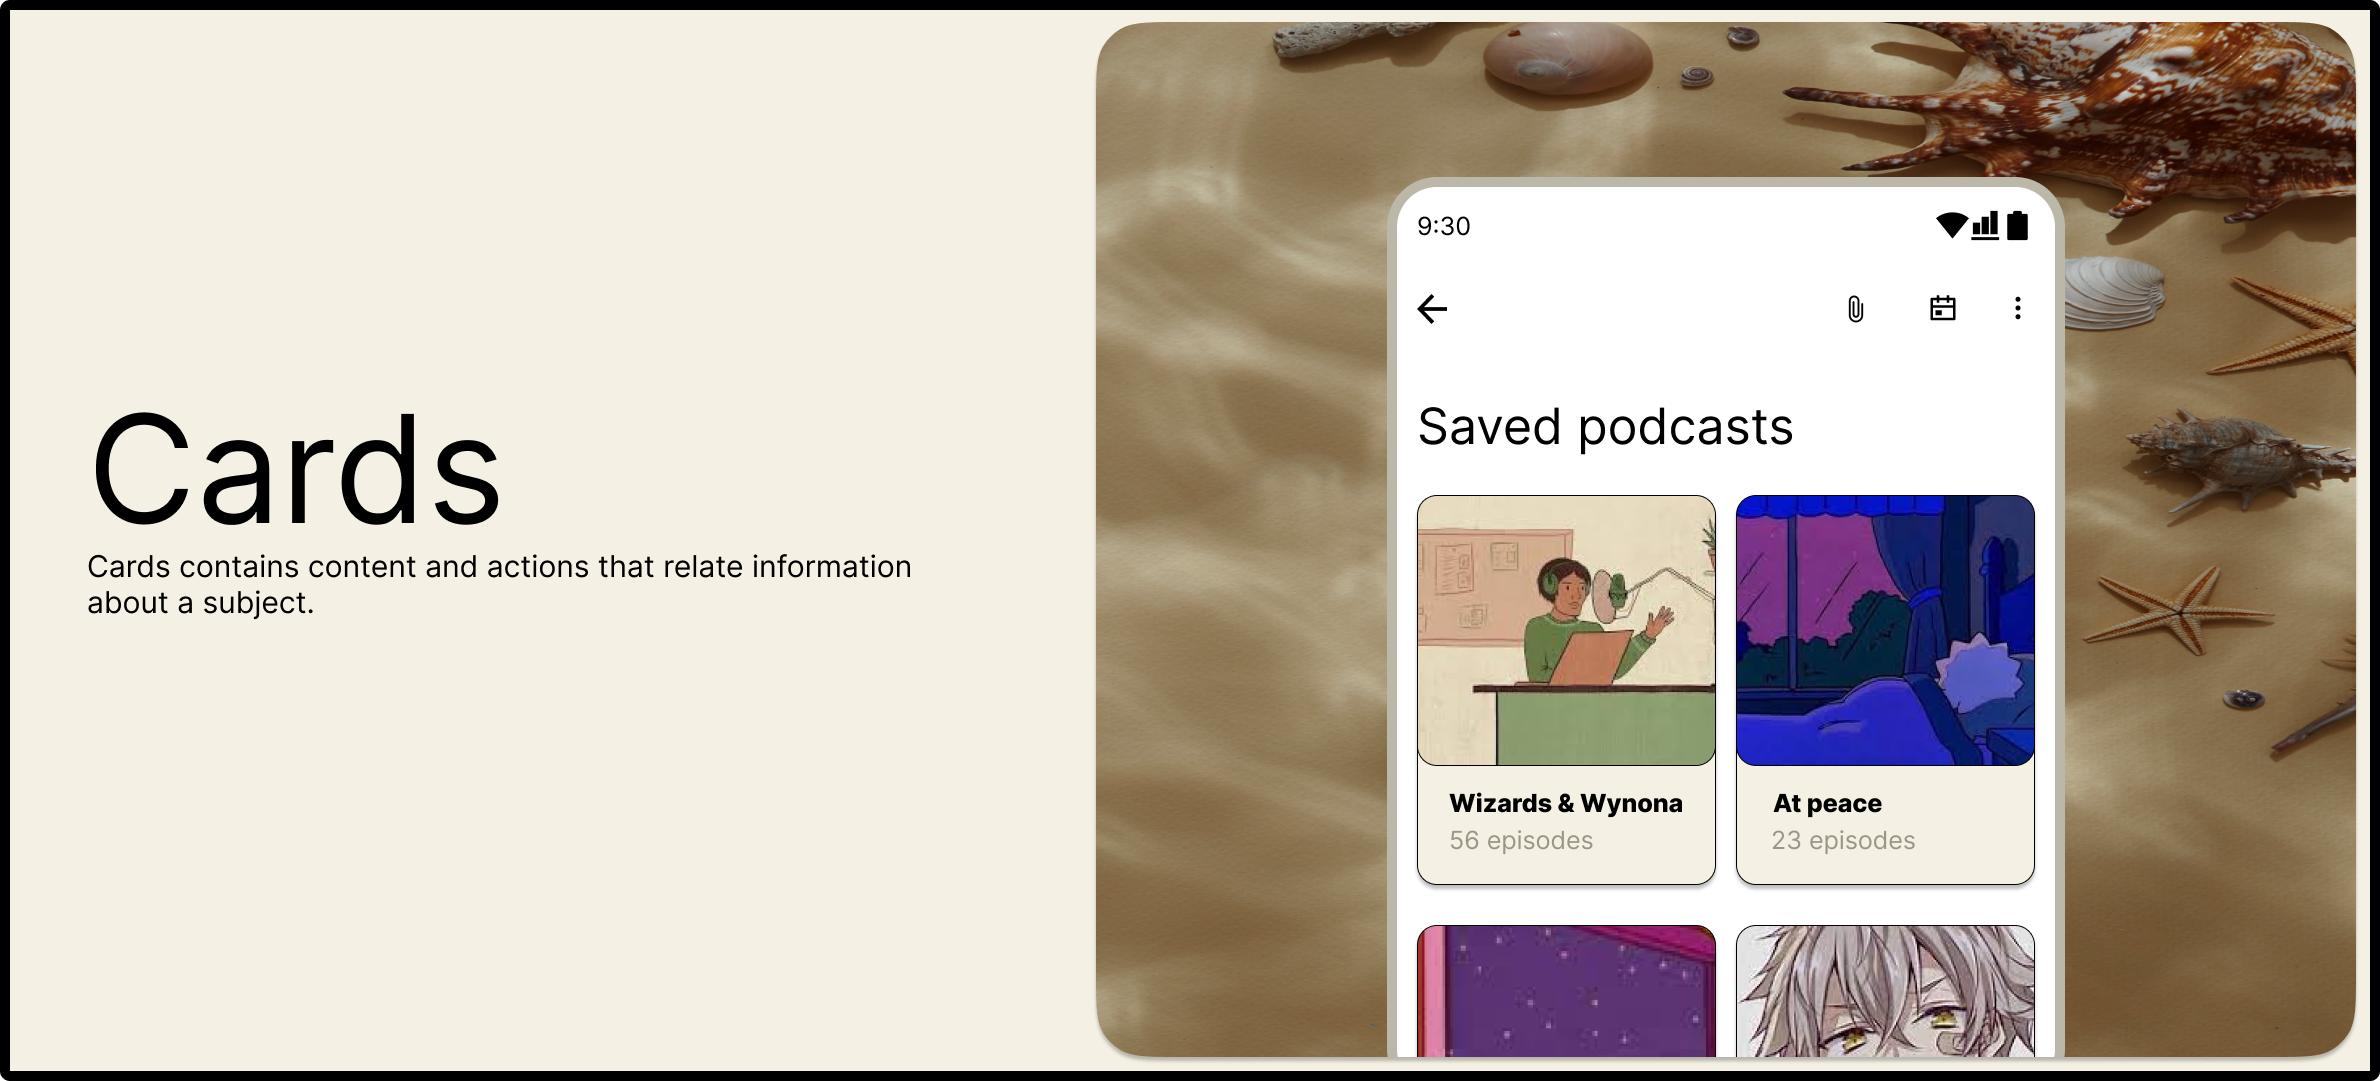 Cards
Cards contains content and actions that relate information
about a subject.
9:30
Saved podcasts
Wizards & Wynona
56 episodes
At peace
23 episodes